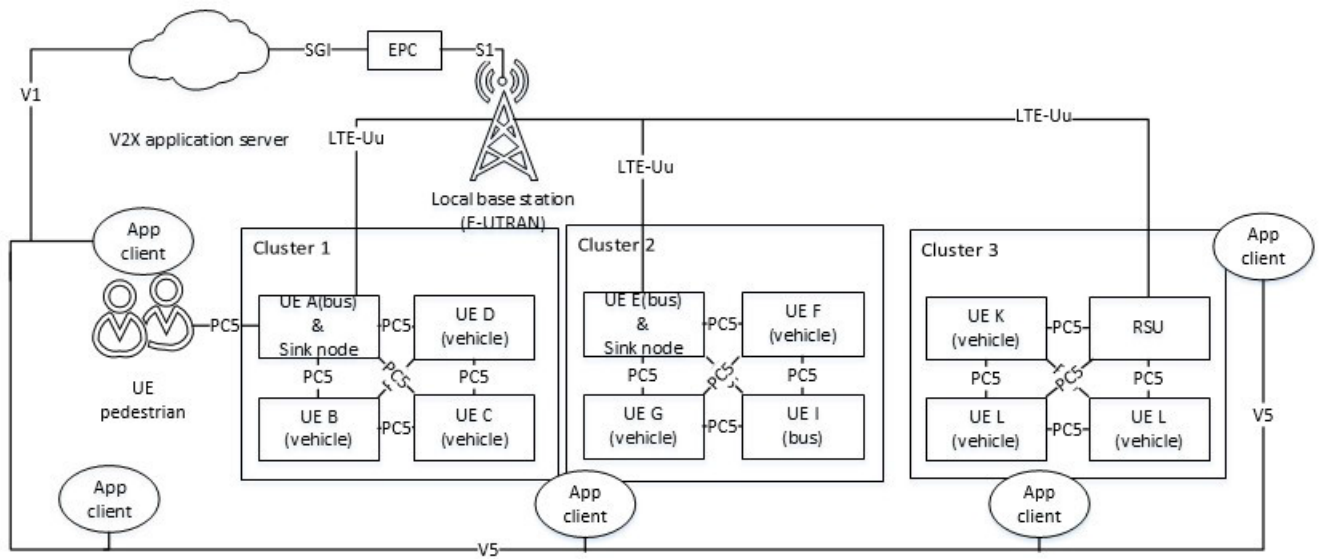 SGI
EPC
S1
V1
V2X application server
LTE-Uu
LTE-Uu
LTE-Uu
Local base station
(E-UTRAN)
App
client
Cluster 1
Cluster 2
Cluster 3
App
client
UE A(bus)
&
Sink node
PC5
UE D
(vehicle)
PC5
PC5
PC5
PC5
UE B
(vehicle)
PC5
UE C
(vehicle)
UE E(bus)
&
Sink node
PC5
UE F
(vehicle)
PC5
PC5
PC5
UE G
(vehicle)
PC5
UE I
(bus)
UE K
(vehicle)
PC5
RSU
PC5
PC5
PC5
UE L
(vehicle)
PC5
UE L
(vehicle)
UE
pedestrian
V5
App
client
App
client
App
client
V5